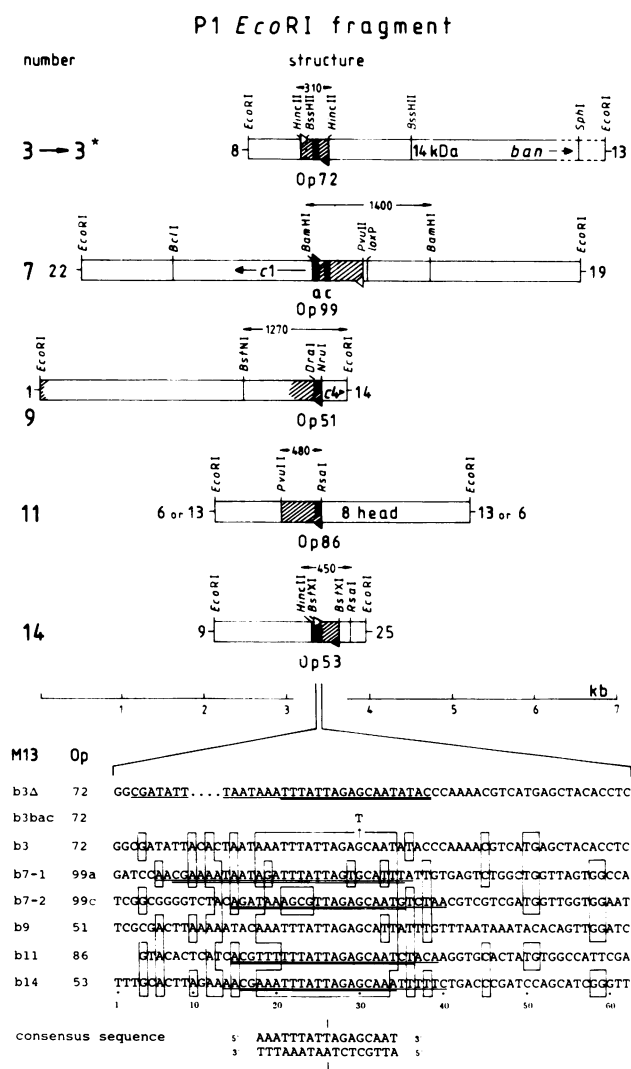 P1 EcoRI fragment
number structure
310
EcoRI HincII BssHII HincII BssHII SphI EcoRI
3 → 3* 8 14 kDa ban → 13
Op72
1400
EcoRI BclI BamHI PvuII loxP BamHI EcoRI
7 22 c1 19
a c
Op99
1270
EcoRI BstNI DraI NruI EcoRI
1 c4 14
9 Op51
480
EcoRI PvuII RsaI EcoRI
11 6 or 13 8 head 13 or 6
Op86
450
EcoRI HincII BstXI BstXI RsaI EcoRI
14 9 25
Op53
kb
1 2 3 4 5 6 7
M13 Op
b3Δ 72 GGCGATATT....TAATAAATTTATTAGAGCAATATACCCAAAACGTCATGAGCTACACCTC
b3bac 72 T
b3 72 GGCGATATTACACTAATAAATTTATTAGAGCAATATACCCAAAACGTCATGAGCTACACCTC
b7-1 99a GATCCAACGAAAATAATAGATTTATTAGTGCATTTATTGTGAGTCTGGCTGGTTAGTGGCCA
b7-2 99c TCGGCGGGGTCTACAGATAAAGCGTTAGAGCAATGTCTAACGTCGTCGATGGTTGGTGGAAT
b9 51 TCGCGACTTAAAAATACAAATTTATTAGAGCAATTATTTGTTTAATAAATACACAGTTGGATC
b11 86 GTACACTCATCACGTTTTTTATTAGAGCAATCTACAAGGTGCACTATGTGGCCATTCGA
b14 53 TTTGCACTTAGAAAACGAAATTTATTAGAGCAAATTTTTCTGACCCGATCCAGCATCGGGTT
1 10 20 30 40 50 60
consensus sequence 5' AAATTTATTAGAGCAAT 3'
3' TTTAAATAATCTCGTTA 5'